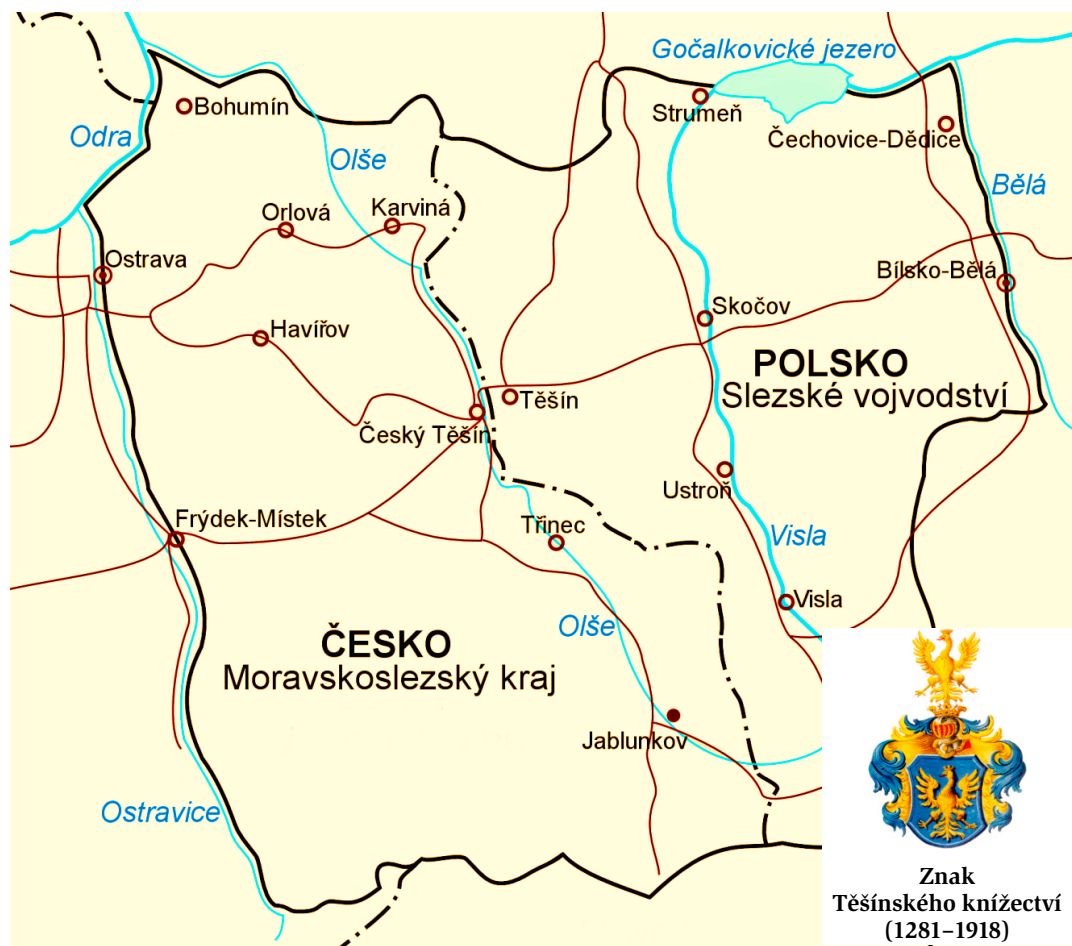 Gočalkovické jezero
Bohumín
Strumeň
Odra
Čechovice-Dědice
Olše
Bělá
Orlová
Karviná
Ostrava
Bílsko-Bělá
Skočov
Havířov
POLSKO
Slezské vojvodství
Těšín
Český Těšín
Ustroň
Frýdek-Místek
Třinec
Visla
Visla
Olše
ČESKO
Moravskoslezský kraj
Jablunkov
Ostravice
Znak
Těšínského knížectví
(1281–1918)